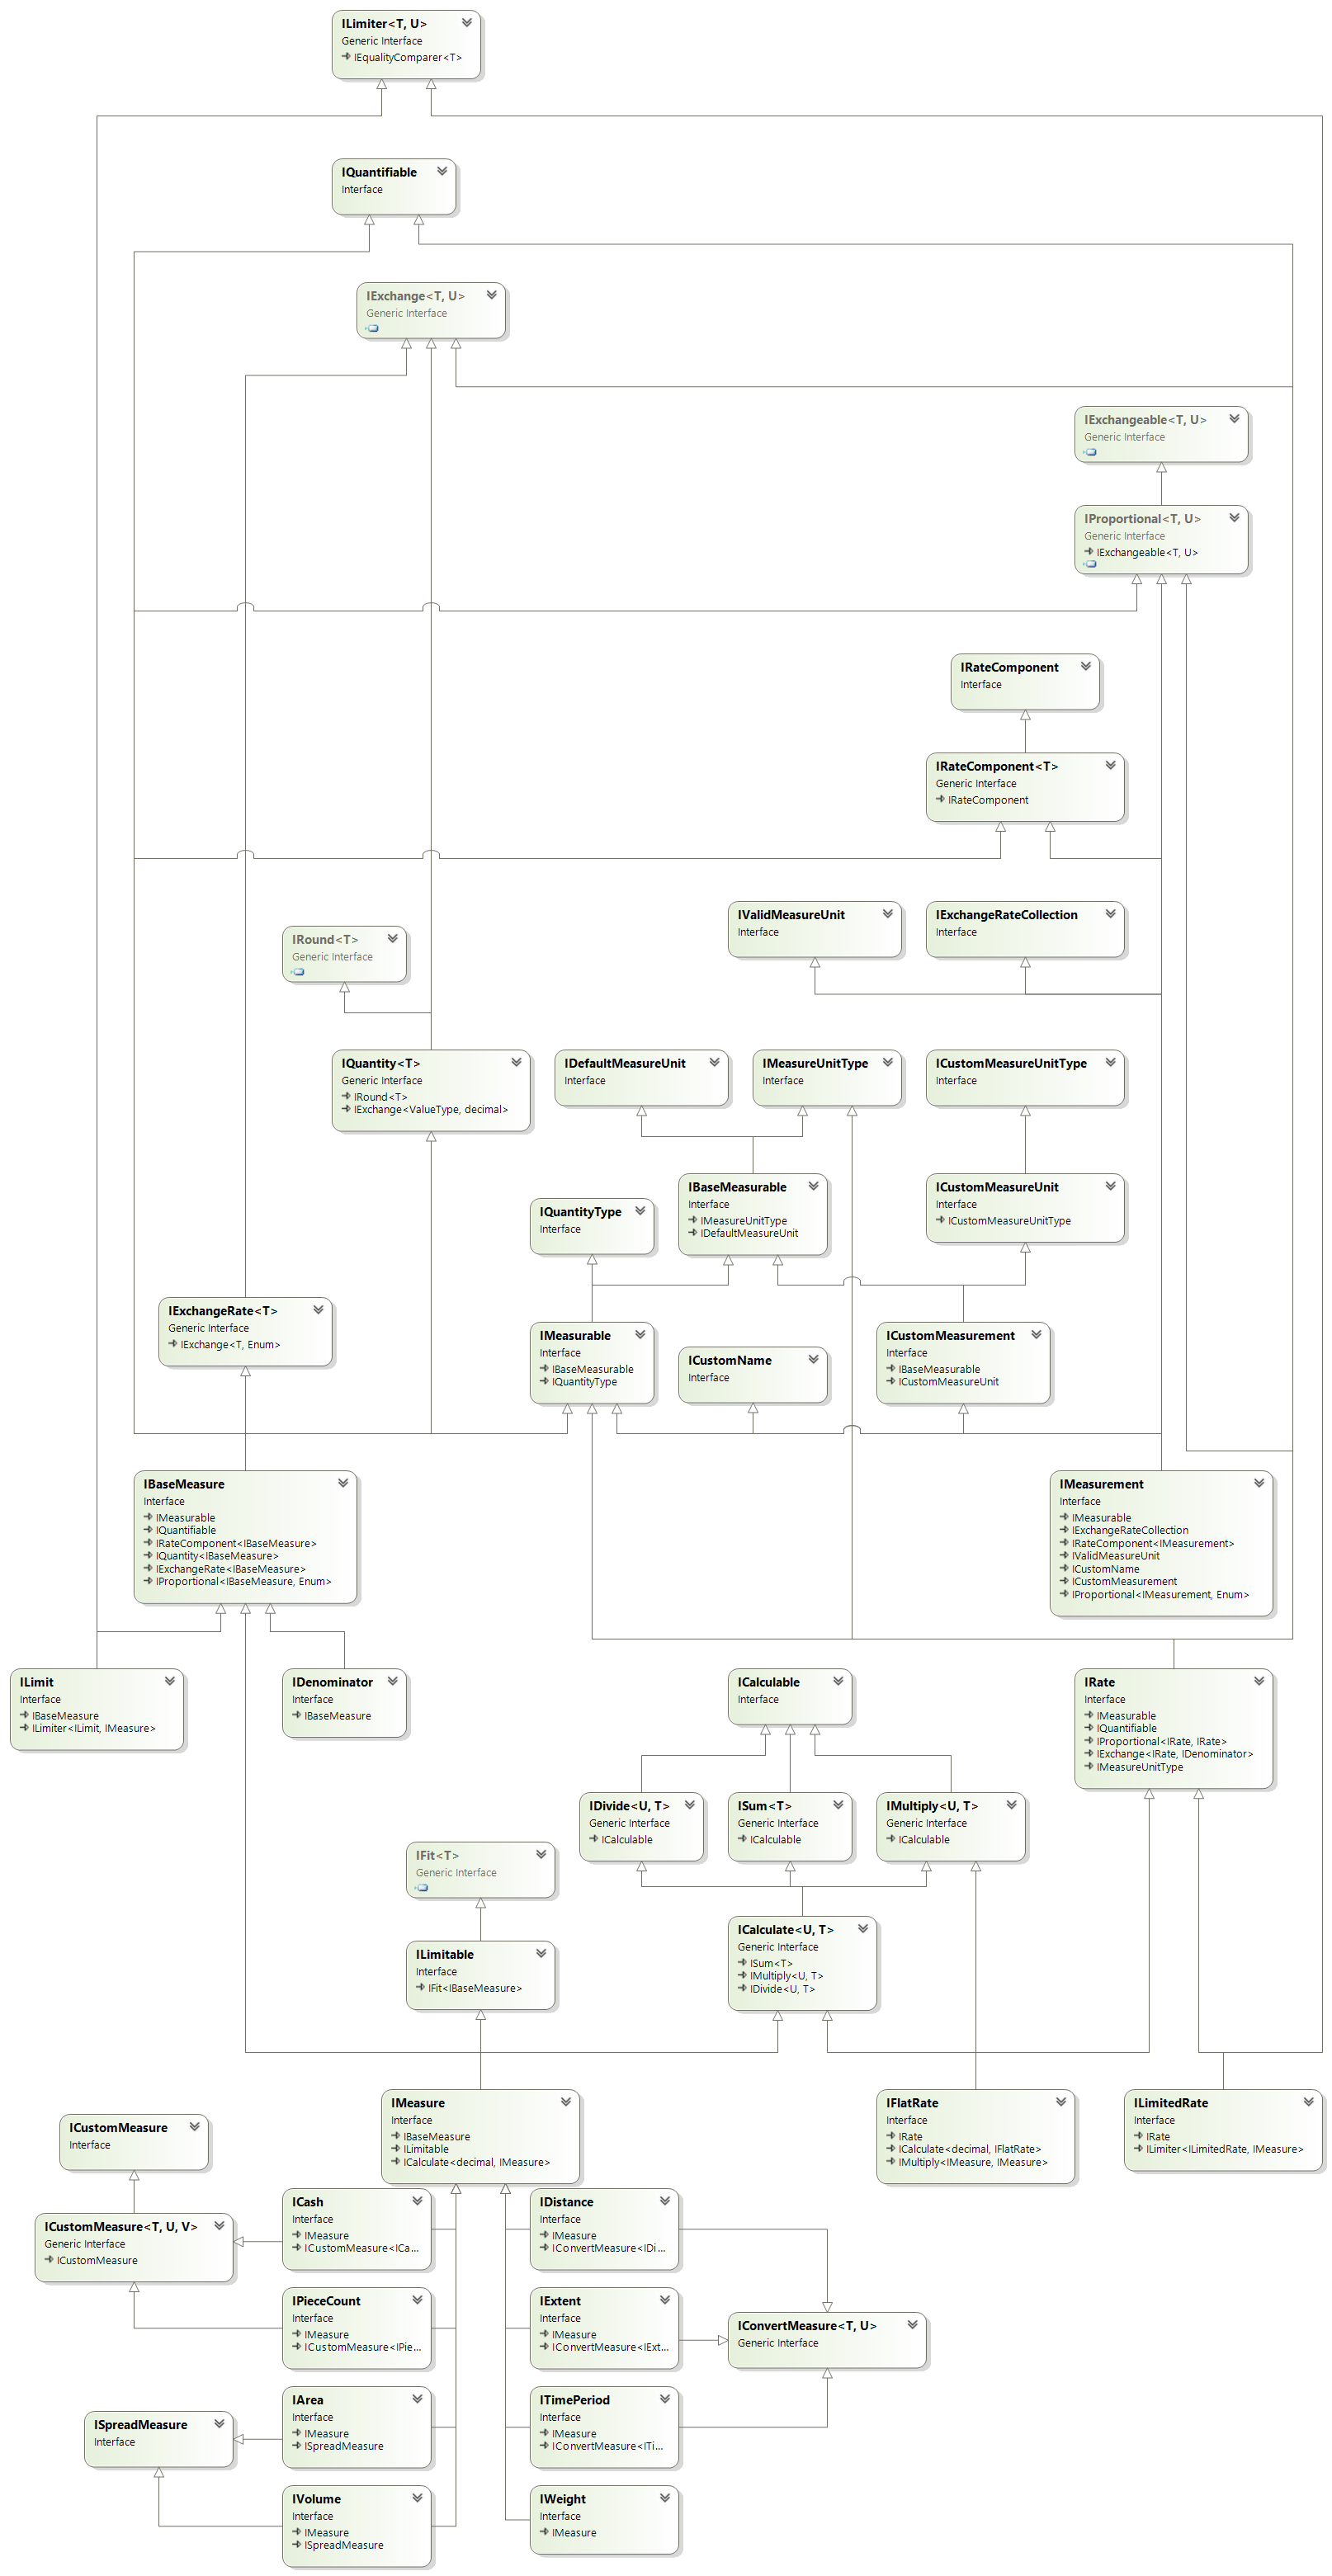 ILimiter<T, U>
Generic Interface
IEqualityComparer<T>
IQuantifiable
Interface
IExchange<T, U>
Generic Interface
IExchangeable<T, U>
Generic Interface
IProportional<T, U>
Generic Interface
IExchangeable<T, U>
IRateComponent
Interface
IRateComponent<T>
Generic Interface
IRateComponent
IValidMeasureUnit
Interface
IExchangeRateCollection
Interface
IRound<T>
Generic Interface
IQuantity<T>
Generic Interface
IRound<T>
IExchange<ValueType, decimal>
IDefaultMeasureUnit
Interface
IMeasureUnitType
Interface
ICustomMeasureUnitType
Interface
IQuantityType
Interface
IBaseMeasurable
Interface
IMeasureUnitType
IDefaultMeasureUnit
ICustomMeasureUnit
Interface
ICustomMeasureUnitType
IExchangeRate<T>
Generic Interface
IExchange<T, Enum>
IMeasurable
Interface
IBaseMeasurable
IQuantityType
ICustomName
Interface
ICustomMeasurement
Interface
IBaseMeasurable
ICustomMeasureUnit
IBaseMeasure
Interface
IMeasurable
IQuantifiable
IRateComponent<IBaseMeasure>
IQuantity<IBaseMeasure>
IExchangeRate<IBaseMeasure>
IProportional<IBaseMeasure, Enum>
IMeasurement
Interface
IMeasurable
IExchangeRateCollection
IRateComponent<IMeasurement>
IValidMeasureUnit
ICustomName
ICustomMeasurement
IProportional<IMeasurement, Enum>
ILimit
Interface
IBaseMeasure
ILimiter<ILimit, IMeasure>
IDenominator
Interface
IBaseMeasure
ICalculable
Interface
IRate
Interface
IMeasurable
IQuantifiable
IProportional<IRate, IRate>
IExchange<IRate, IDenominator>
IMeasureUnitType
IDivide<U, T>
Generic Interface
ICalculable
ISum<T>
Generic Interface
ICalculable
IMultiply<U, T>
Generic Interface
ICalculable
IFit<T>
Generic Interface
ILimitable
Interface
IFit<IBaseMeasure>
ICalculate<U, T>
Generic Interface
ISum<T>
IMultiply<U, T>
IDivide<U, T>
IMeasure
Interface
IBaseMeasure
ILimitable
ICalculate<decimal, IMeasure>
IFlatRate
Interface
IRate
ICalculate<decimal, IFlatRate>
IMultiply<IMeasure, IMeasure>
ILimitedRate
Interface
IRate
ILimiter<ILimitedRate, IMeasure>
ICustomMeasure
Interface
ICustomMeasure<T, U, V>
Generic Interface
ICustomMeasure
ICash
Interface
IMeasure
ICustomMeasure<ICa...
IDistance
Interface
IMeasure
IConvertMeasure<IDi...
IPieceCount
Interface
IMeasure
ICustomMeasure<IPie...
IExtent
Interface
IMeasure
IConvertMeasure<IExt...
IConvertMeasure<T, U>
Generic Interface
ISpreadMeasure
Interface
IArea
Interface
IMeasure
ISpreadMeasure
ITimePeriod
Interface
IMeasure
IConvertMeasure<ITi...
IVolume
Interface
IMeasure
ISpreadMeasure
IWeight
Interface
IMeasure